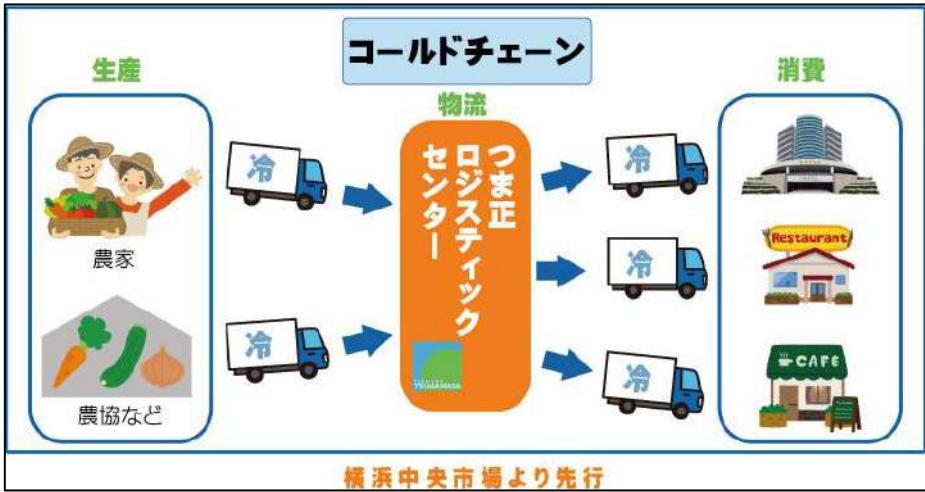 コールドチェーン
生産
物流
消費
農家
農協など
冷
冷
つま正
ロジスティック
センター
TSUMAMASA
冷
冷
冷
Restaurant
CAFE
横浜中央市場より先行